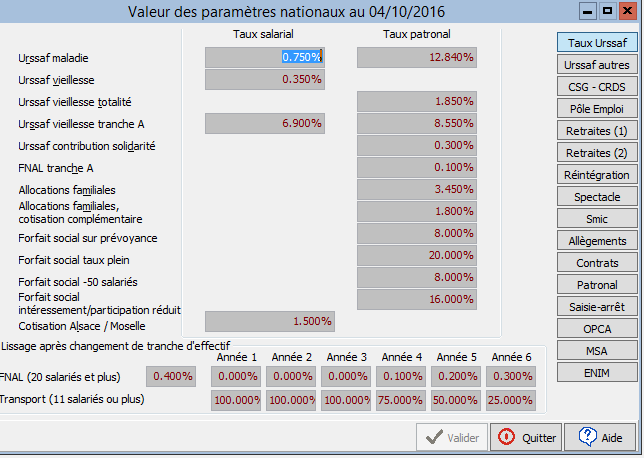 Valeur des paramètres nationaux au 04/10/2016
Taux salarial Taux patronal
Urssaf maladie 0.750% 12.840%
Urssaf vieillesse 0.350%
Urssaf vieillesse totalité 1.850%
Urssaf vieillesse tranche A 6.900% 8.550%
Urssaf contribution solidarité 0.300%
FNAL tranche A 0.100%
Allocations familiales 3.450%
Allocations familiales,
cotisation complémentaire 1.800%
Forfait social sur prévoyance 8.000%
Forfait social taux plein 20.000%
Forfait social -50 salariés 8.000%
Forfait social
intéressement/participation réduit 16.000%
Cotisation Alsace / Moselle 1.500%
Lissage après changement de tranche d'effectif
Année 1 Année 2 Année 3 Année 4 Année 5 Année 6
FNAL (20 salariés et plus) 0.400% 0.000% 0.000% 0.000% 0.100% 0.200% 0.300%
Transport (11 salariés ou plus) 100.000% 100.000% 100.000% 75.000% 50.000% 25.000%
Taux Urssaf
Urssaf autres
CSG - CRDS
Pôle Emploi
Retraites (1)
Retraites (2)
Réintégration
Spectacle
Smic
Allègements
Contrats
Patronal
Saisie-arrêt
OPCA
MSA
ENIM
Valider Quitter Aide